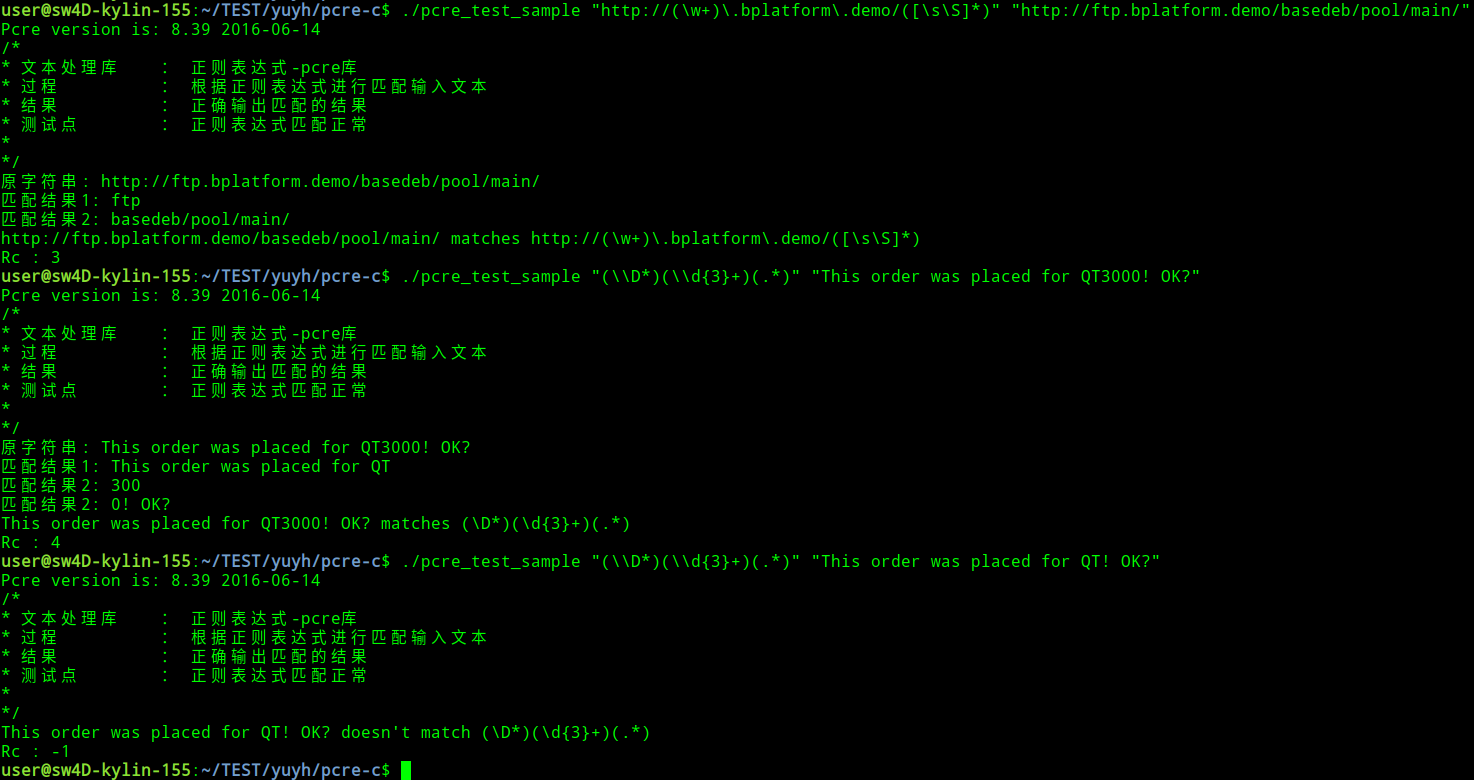 user@sw4D-kylin-155:~/TEST/yuyh/pcre-c$ ./pcre_test_sample "http://(\w+)\.bplatform\.demo/([\s\S]*)" "http://ftp.bplatform.demo/basedeb/pool/main/"
Pcre version is: 8.39 2016-06-14
/*
* 文本处理库 : 正则表达式-pcre库
* 过程 : 根据正则表达式进行匹配输入文本
* 结果 : 正确输出匹配的结果
* 测试点 : 正则表达式匹配正常
*
*/
原字符串: http://ftp.bplatform.demo/basedeb/pool/main/
匹配结果1: ftp
匹配结果2: basedeb/pool/main/
http://ftp.bplatform.demo/basedeb/pool/main/ matches http://(\w+)\.bplatform\.demo/([\s\S]*)
Rc : 3
user@sw4D-kylin-155:~/TEST/yuyh/pcre-c$ ./pcre_test_sample "(\\D*)(\\d{3}+)(.*)" "This order was placed for QT3000! OK?"
Pcre version is: 8.39 2016-06-14
/*
* 文本处理库 : 正则表达式-pcre库
* 过程 : 根据正则表达式进行匹配输入文本
* 结果 : 正确输出匹配的结果
* 测试点 : 正则表达式匹配正常
*
*/
原字符串: This order was placed for QT3000! OK?
匹配结果1: This order was placed for QT
匹配结果2: 300
匹配结果2: 0! OK?
This order was placed for QT3000! OK? matches (\D*)(\d{3}+)(.*)
Rc : 4
user@sw4D-kylin-155:~/TEST/yuyh/pcre-c$ ./pcre_test_sample "(\\D*)(\\d{3}+)(.*)" "This order was placed for QT! OK?"
Pcre version is: 8.39 2016-06-14
/*
* 文本处理库 : 正则表达式-pcre库
* 过程 : 根据正则表达式进行匹配输入文本
* 结果 : 正确输出匹配的结果
* 测试点 : 正则表达式匹配正常
*
*/
This order was placed for QT! OK? doesn't match (\D*)(\d{3}+)(.*)
Rc : -1
user@sw4D-kylin-155:~/TEST/yuyh/pcre-c$